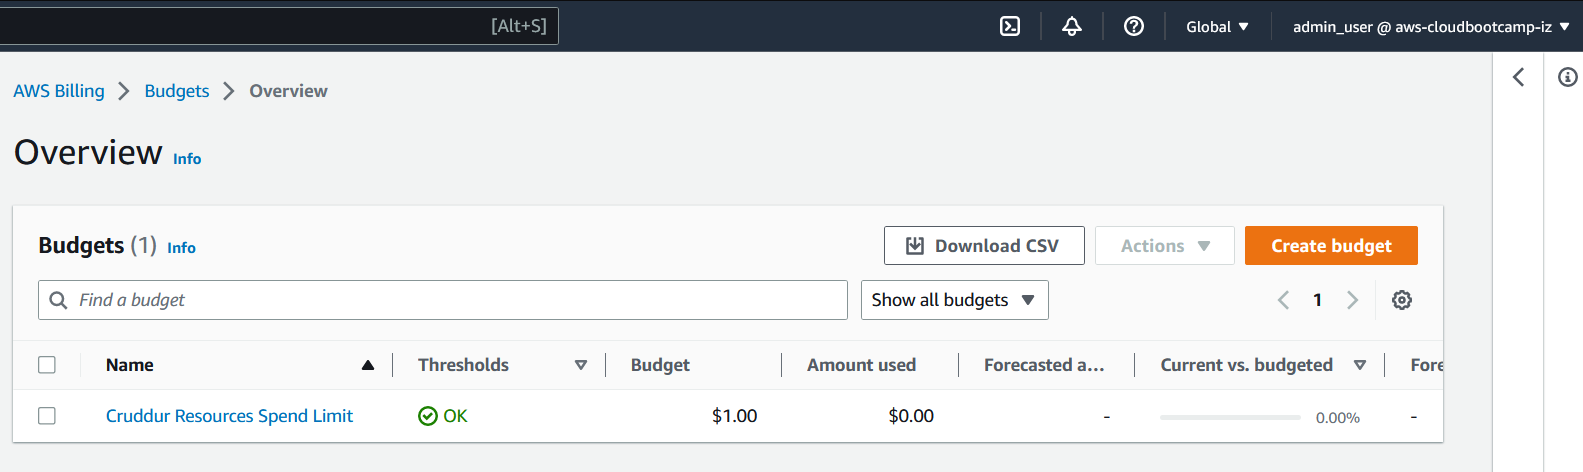 [Alt+S] Global admin_user @ aws-cloudbootcamp-iz
AWS Billing Budgets Overview
Overview Info
Budgets (1) Info Download CSV Actions Create budget
Find a budget Show all budgets 1
Name Thresholds Budget Amount used Forecasted a... Current vs. budgeted Fore
Cruddur Resources Spend Limit OK $1.00 $0.00 - 0.00% -